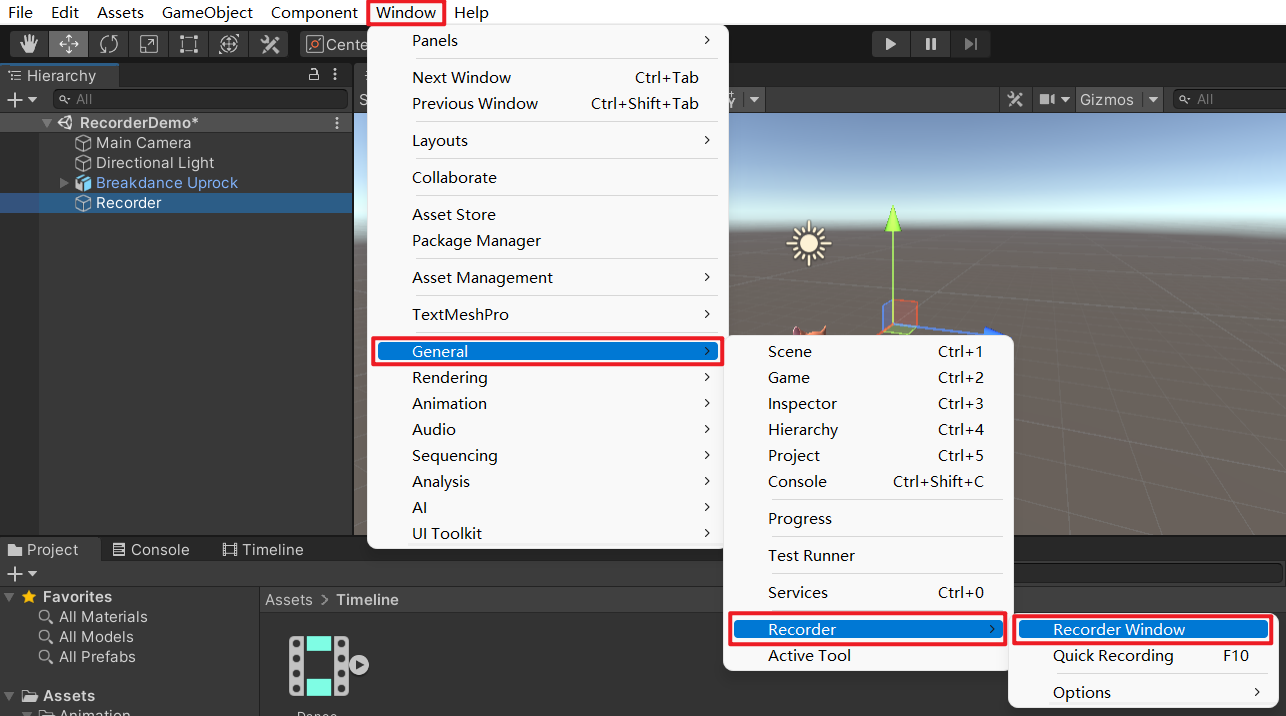 File Edit Assets GameObject Component Window Help
Cente
Hierarchy
All
RecorderDemo*
Main Camera
Directional Light
Breakdance Uprock
Recorder
Panels
Next Window Ctrl+Tab
Previous Window Ctrl+Shift+Tab
Layouts
Collaborate
Asset Store
Package Manager
Asset Management
TextMeshPro
General
Rendering
Animation
Audio
Sequencing
Analysis
AI
UI Toolkit
Gizmos All
Scene Ctrl+1
Game Ctrl+2
Inspector Ctrl+3
Hierarchy Ctrl+4
Project Ctrl+5
Console Ctrl+Shift+C
Progress
Test Runner
Services Ctrl+0
Recorder
Active Tool
Recorder Window
Quick Recording F10
Options
Project Console Timeline
Favorites
All Materials
All Models
All Prefabs
Assets
Animation
Assets > Timeline
Dance